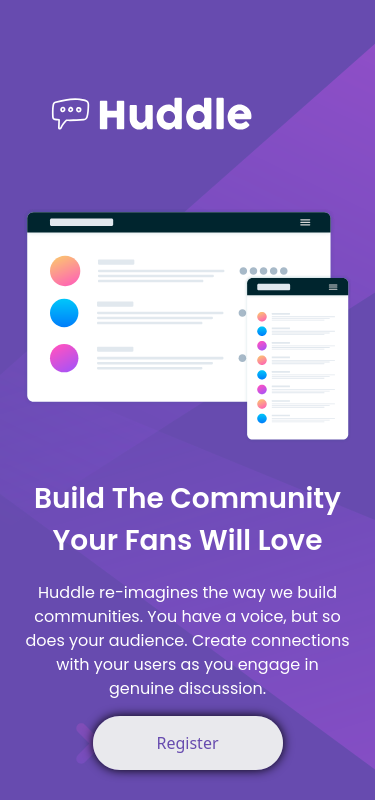 Huddle
Build The Community
Your Fans Will Love
Huddle re-imagines the way we build
communities. You have a voice, but so
does your audience. Create connections
with your users as you engage in
genuine discussion.
Register